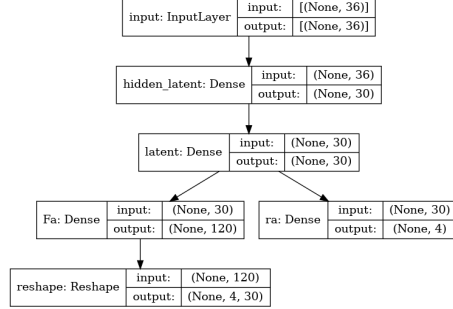 input: InputLayer
input: [(None, 36)]
output: [(None, 36)]
hidden_latent: Dense
input: (None, 36)
output: (None, 30)
latent: Dense
input: (None, 30)
output: (None, 30)
Fa: Dense
input: (None, 30)
output: (None, 120)
ra: Dense
input: (None, 30)
output: (None, 4)
reshape: Reshape
input: (None, 120)
output: (None, 4, 30)